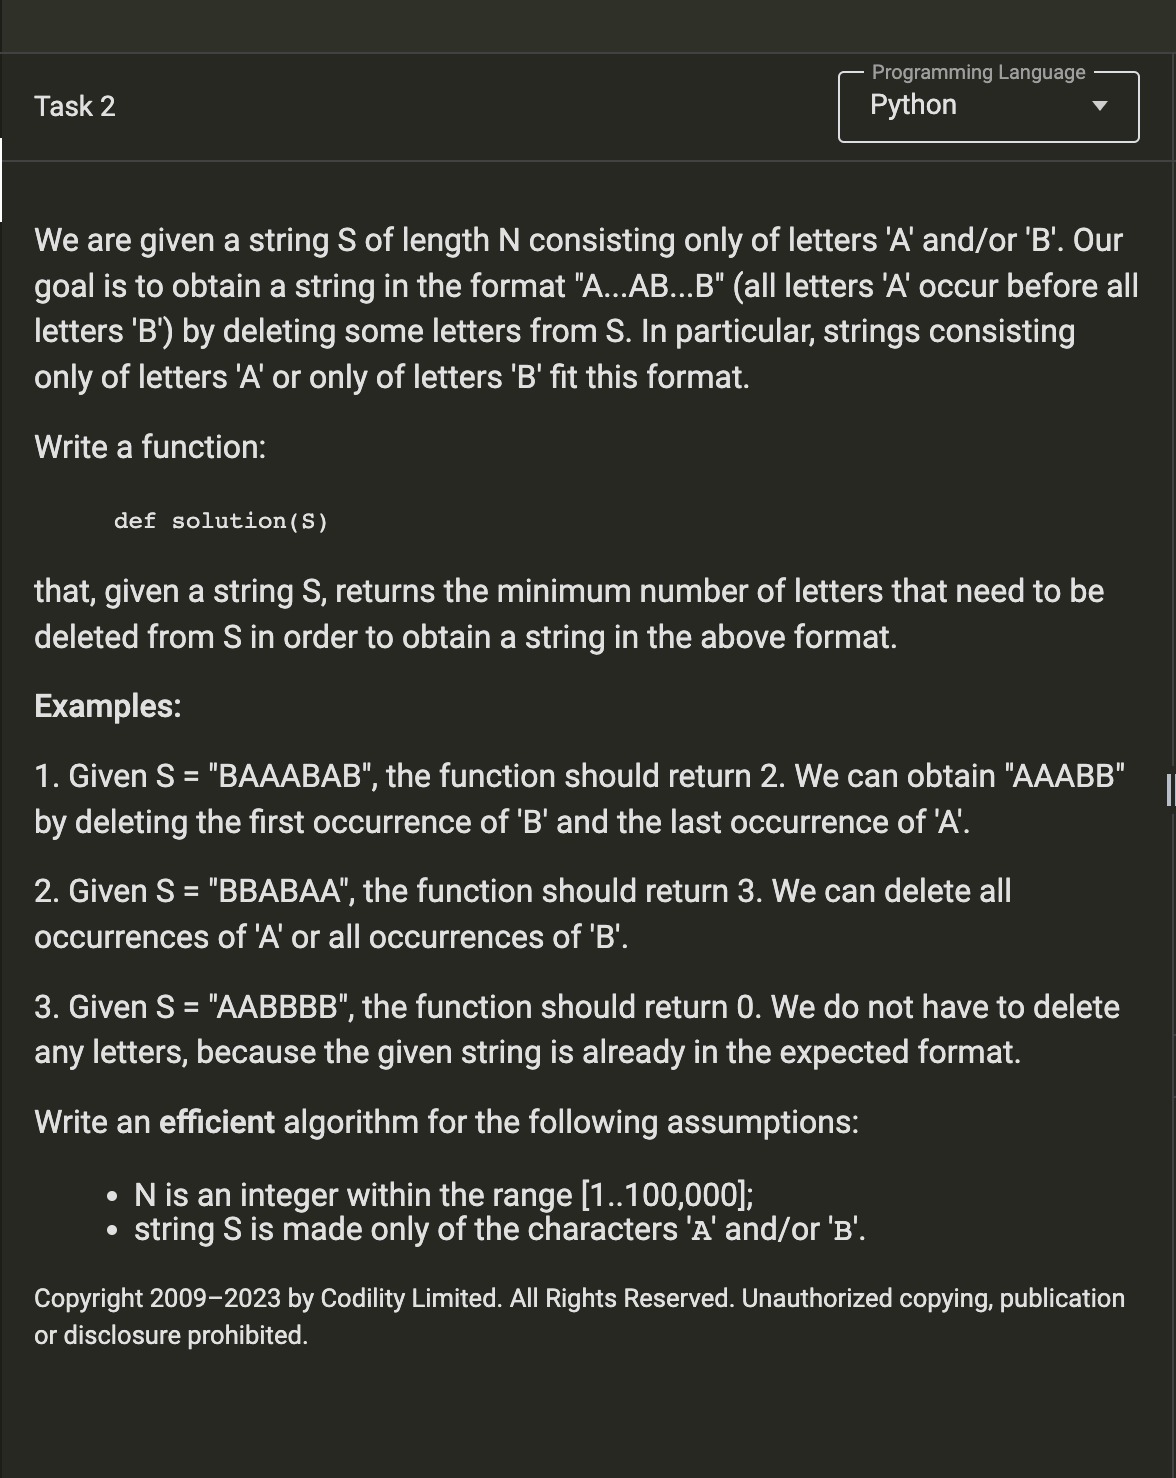 Programming Language
Task 2
Python
We are given a string S of length N consisting only of letters 'A' and/or 'B'. Our
goal is to obtain a string in the format "A...AB...B" (all letters 'A' occur before all
letters 'B') by deleting some letters from S. In particular, strings consisting
only of letters 'A' or only of letters 'B' fit this format.
Write a function:
def solution(S)
that, given a string S, returns the minimum number of letters that need to be
deleted from S in order to obtain a string in the above format.
Examples:
1. Given S = "BAAABAB", the function should return 2. We can obtain "AAABB"
by deleting the first occurrence of 'B' and the last occurrence of 'A'.
2. Given S = "BBABAA", the function should return 3. We can delete all
occurrences of 'A' or all occurrences of 'B'.
3. Given S = "AABBBB", the function should return 0. We do not have to delete
any letters, because the given string is already in the expected format.
Write an efficient algorithm for the following assumptions:
• N is an integer within the range [1..100,000];
• string S is made only of the characters 'A' and/or 'B'.
Copyright 2009–2023 by Codility Limited. All Rights Reserved. Unauthorized copying, publication
or disclosure prohibited.